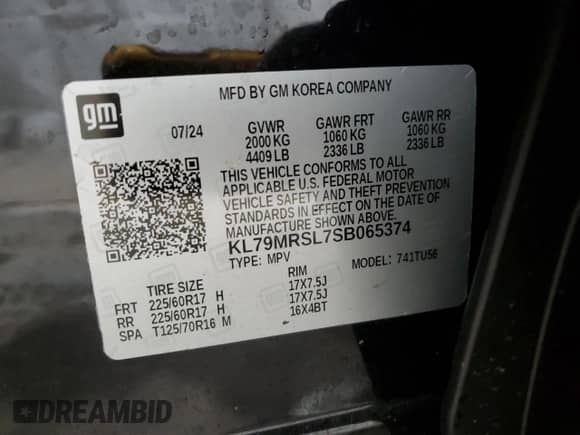 MFD BY GM KOREA COMPANY
gm
07/24 GVWR GAWR FRT GAWR RR
2000 KG 1060 KG 1060 KG
4409 LB 2336 LB 2336 LB
THIS VEHICLE CONFORMS TO ALL
APPLICABLE U.S. FEDERAL MOTOR
VEHICLE SAFETY AND THEFT PREVENTION
STANDARDS IN EFFECT ON THE DATE OF
MANUFACTURE SHOWN ABOVE.
KL79MRSL7SB065374
TYPE: MPV MODEL: 741TU56
TIRE SIZE RIM
FRT 225/60R17 H 17X7.5J
RR 225/60R17 H 17X7.5J
SPA T125/70R16 M 16X4BT
DREAMBID